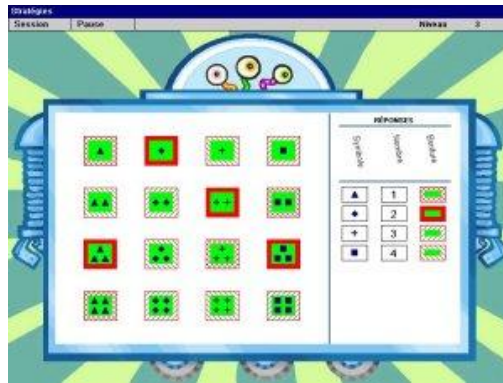 Stratégies
Session Pause Niveau 3
RÉPONSES
Symbole Nombre Bordure
1
2
3
4